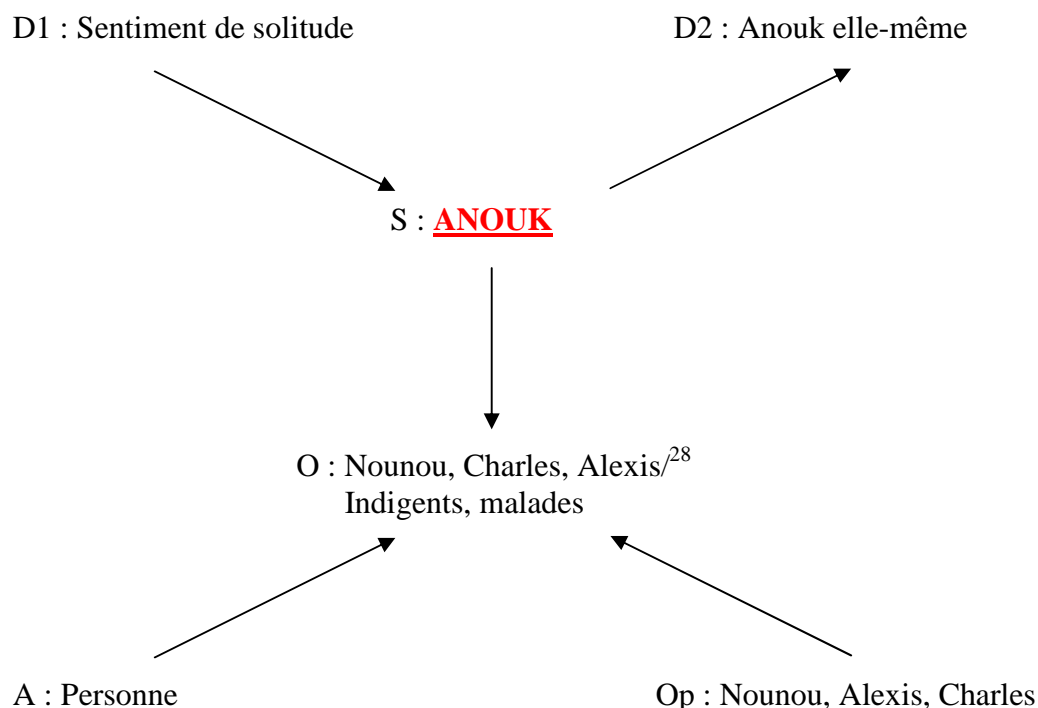 D1 : Sentiment de solitude
D2 : Anouk elle-même
S : ANOUK
O : Nounou, Charles, Alexis/28
Indigents, malades
A : Personne
Op : Nounou, Alexis, Charles